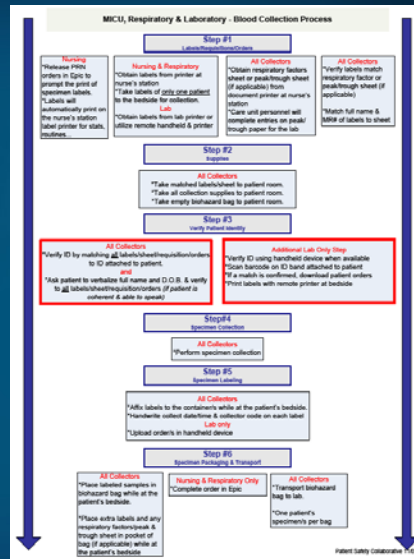 MICU, Respiratory & Laboratory - Blood Collection Process
Step #1
Labels/Requisitions/Orders
Nursing
*Release PRN
orders in Epic to
prompt the print of
specimen labels.
*Labels will
automatically print on
the nurse's station
label printer for stats,
routines...
Nursing & Respiratory
*Obtain labels from printer at
nurse's station
*Take labels of only one patient
to the bedside for collection.
Lab
*Obtain labels from lab printer or
utilize remote handheld & printer
All Collectors
*Obtain respiratory factors sheet
or peak/trough sheet
(if applicable) from
document printer at nurse's
station
*Care unit personnel will
complete entries on peak/
trough paper for the lab
All Collectors
*Verify labels match
respiratory factor or
peak/trough sheet (if
applicable)
*Match full name &
MR# of labels to sheet
Step #2
Supplies
All Collectors
*Take matched labels/sheet to patient room.
*Take all collection supplies to patient room.
*Take empty biohazard bag to patient room.
Step #3
Verify Patient Identity
All Collectors
*Verify ID by matching all labels/sheet/requisition/orders
to ID attached to patient.
and
*Ask patient to verbalize full name and D.O.B. & verify
to all labels/sheet/requisition/orders (if patient is
coherent & able to speak)
Additional Lab Only Step
*Verify ID using handheld device when available
*Scan barcode on ID band attached to patient
*If a match is confirmed, download patient orders
*Print labels with remote printer at bedside
Step#4
Specimen Collection
All Collectors
*Perform specimen collection
Step #5
Specimen Labeling
All Collectors
*Affix labels to the container/s while at the patient's bedside.
*Handwrite collect date/time & collector code on each label
Lab only
*Upload order/s in handheld device
Step #6
Specimen Packaging & Transport
All Collectors
*Place labeled samples in
biohazard bag while at the
patient's bedside.
*Place extra labels and any
respiratory factors/peak &
trough sheet in pocket of
bag (if applicable) while at
the patient's bedside
Nursing & Respiratory Only
*Complete order in Epic
All Collectors
*Transport biohazard
bag to lab.
*One patient's
specimen/s per bag
Patient Safety Collaborative